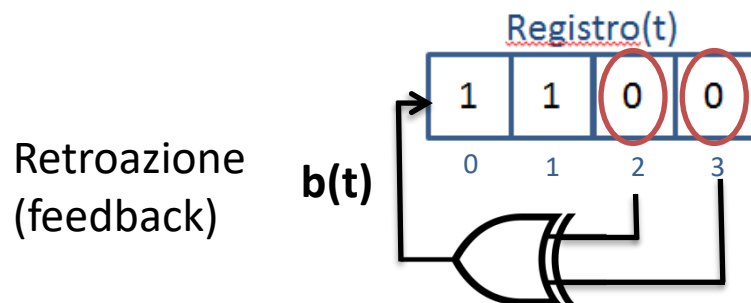 Registro(t)
1 1 0 0
0 1 2 3
Retroazione
(feedback)
b(t)